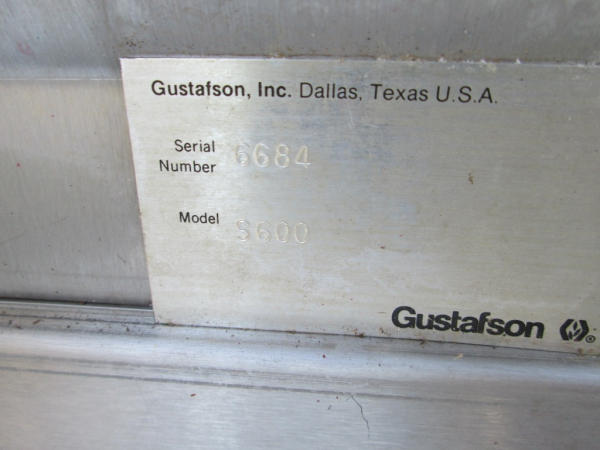 Gustafson, Inc. Dallas, Texas U.S.A.
Serial
Number 6684
Model S600
Gustafson ®